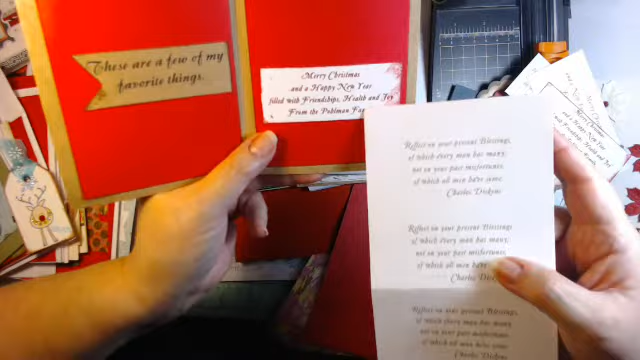 These are a few of my
favorite things.
Merry Christmas
and a Happy New Year
filled with Friendships, Health and Joy
From the Puhlman
Reflect on your present Blessings,
of which every man has many;
not on your past misfortunes,
of which all men have some.
Charles Dickens
Reflect on your present Blessings
of which every man has many;
not on your past misfortunes
of which all men have
Charles
Reflect on your present Blessings,
of which every man has many;
not on your past misfortunes
of which all men have some
Charles Dickens
Merry Christmas